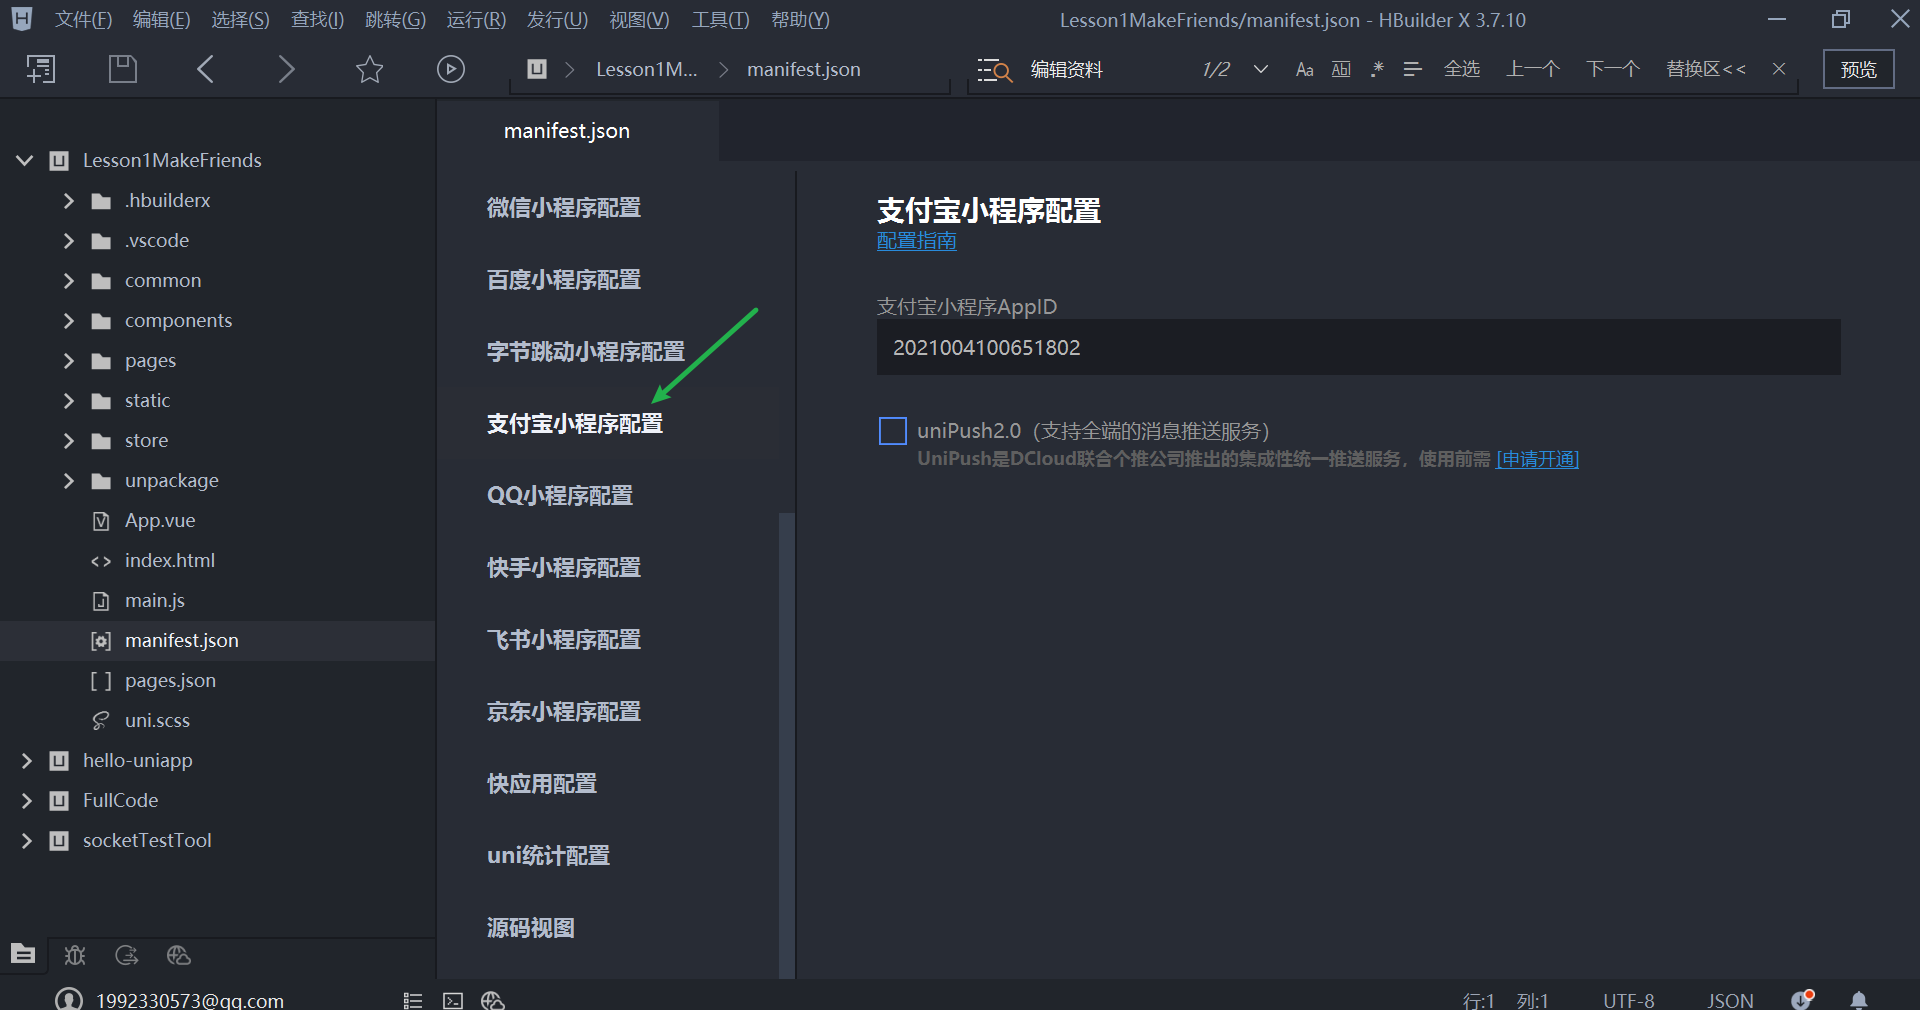 文件(F) 编辑(E) 选择(S) 查找(I) 跳转(G) 运行(R) 发行(U) 视图(V) 工具(T) 帮助(Y) Lesson1MakeFriends/manifest.json - HBuilder X 3.7.10
Lesson1M... manifest.json 编辑资料 1/2 Aa AB .* 全选 上一个 下一个 替换区<< 预览
Lesson1MakeFriends
.hbuilderx
.vscode
common
components
pages
static
store
unpackage
App.vue
index.html
main.js
manifest.json
pages.json
uni.scss
hello-uniapp
FullCode
socketTestTool
manifest.json
微信小程序配置
百度小程序配置
字节跳动小程序配置
支付宝小程序配置
QQ小程序配置
快手小程序配置
飞书小程序配置
京东小程序配置
快应用配置
uni统计配置
源码视图
支付宝小程序配置
配置指南
支付宝小程序AppID
2021004100651802
uniPush2.0（支持全端的消息推送服务）
UniPush是DCloud联合个推公司推出的集成性统一推送服务，使用前需 [申请开通]
1992330573@qq.com 行:1 列:1 UTF-8 JSON